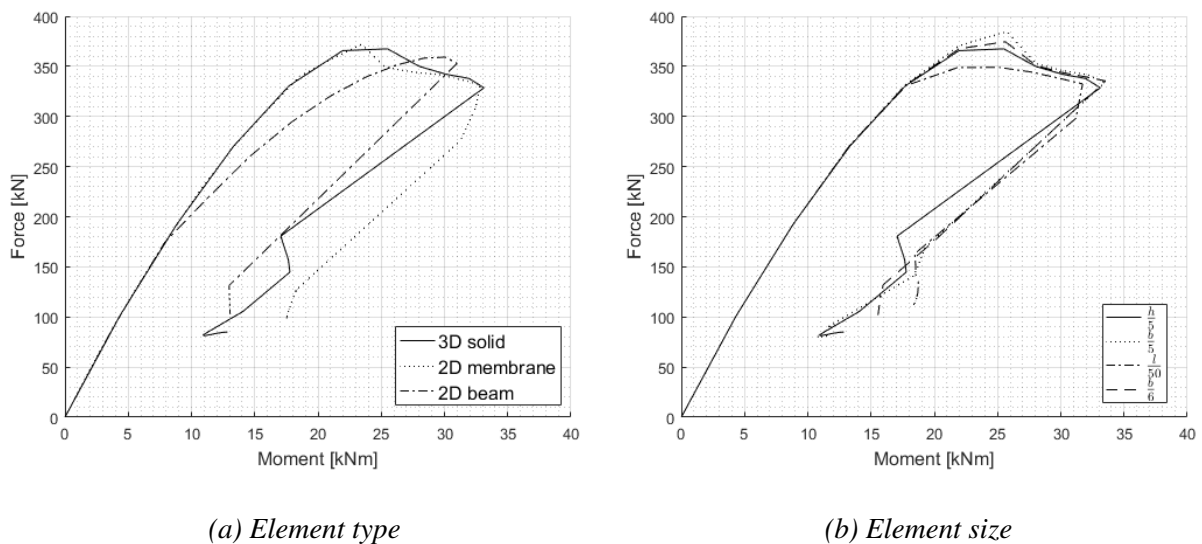 400
350
300
250
200
150
100
50
0
Force [kN]
3D solid
2D membrane
2D beam
0 5 10 15 20 25 30 35 40
Moment [kNm]
(a) Element type
400
350
300
250
200
150
100
50
0
Force [kN]
h/5
b/5
l/50
b/6
0 5 10 15 20 25 30 35 40
Moment [kNm]
(b) Element size